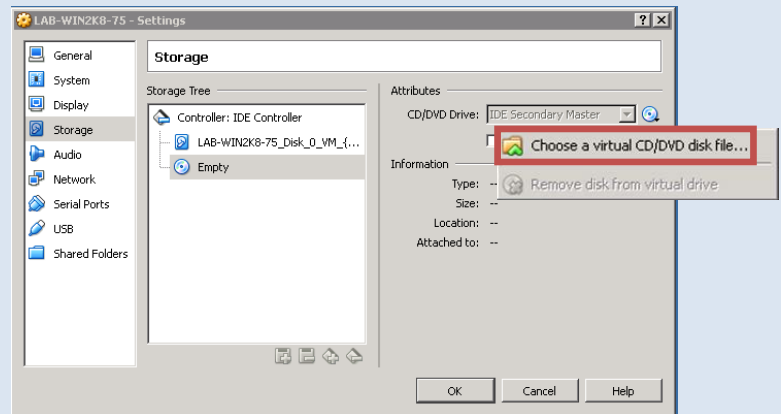 LAB-WIN2K8-75 - Settings
General
System
Display
Storage
Audio
Network
Serial Ports
USB
Shared Folders
Storage
Storage Tree
Controller: IDE Controller
LAB-WIN2K8-75_Disk_0_VM_{...
Empty
Attributes
CD/DVD Drive: IDE Secondary Master
Choose a virtual CD/DVD disk file...
Remove disk from virtual drive
Information
Type: --
Size: --
Location: --
Attached to: --
OK Cancel Help